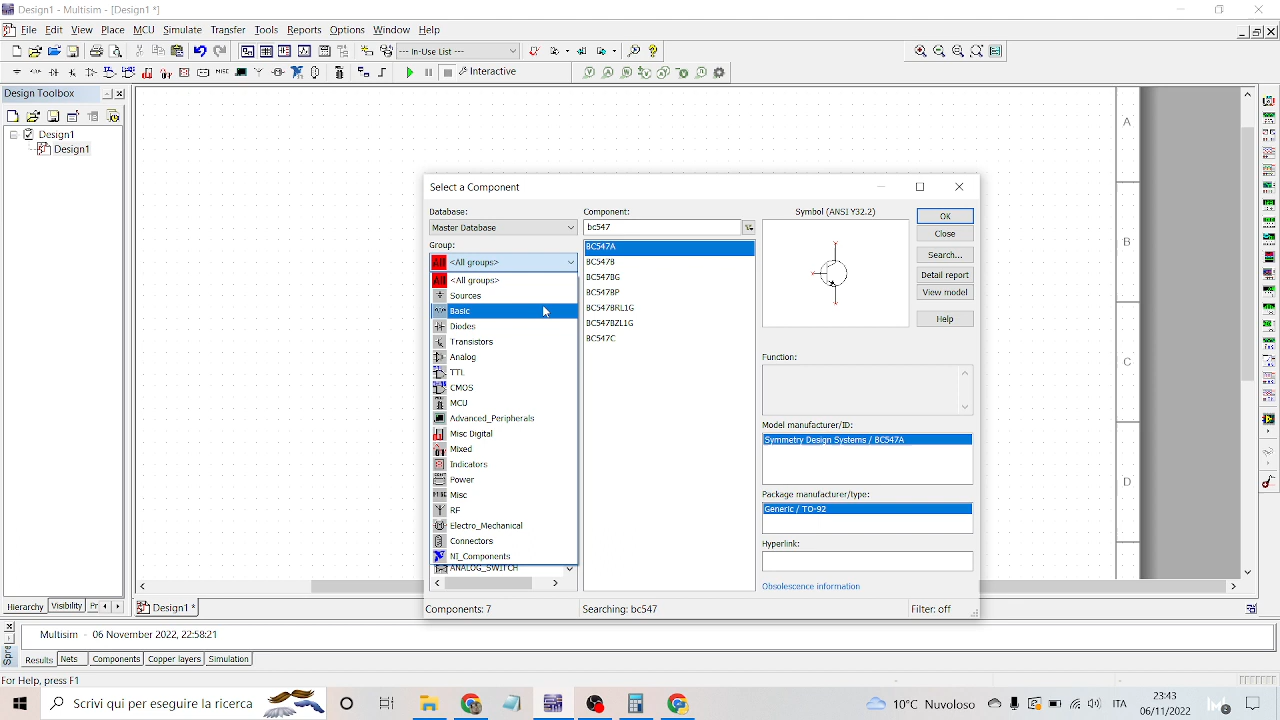 Design1 - Multisim - [Design1 *]
File Edit View Place MCU Simulate Transfer Tools Reports Options Window Help
--- In-Use List ---
Interactive
Design Toolbox
Design1
Design1
A
B
C
D
Select a Component
Database:
Master Database
Group:
All <All groups>
All <All groups>
Sources
Basic
Diodes
Transistors
Analog
TTL
CMOS
MCU
Advanced_Peripherals
Misc Digital
Mixed
Indicators
Power
Misc
RF
Electro_Mechanical
Connectors
NI_Components
ANALOG_SWITCH
Component:
bc547
BC547A
BC547B
BC547BG
BC547BP
BC547BRL1G
BC547BZL1G
BC547C
Symbol (ANSI Y32.2)
Function:
Model manufacturer/ID:
Symmetry Design Systems / BC547A
Package manufacturer/type:
Generic / TO-92
Hyperlink:
Obsolescence information
OK
Close
Search...
Detail report
View model
Help
Components: 7 Searching: bc547 Filter: off
Hierarchy Visibility Pr
Design1 *
Multisim - 06 November 2022, 22:58:21
Spre
Results Nets Components Copper layers Simulation
For Help, press F1
Scrivi qui per eseguire la ricerca
10°C Nuvoloso
ITA
23:43
06/11/2022
2